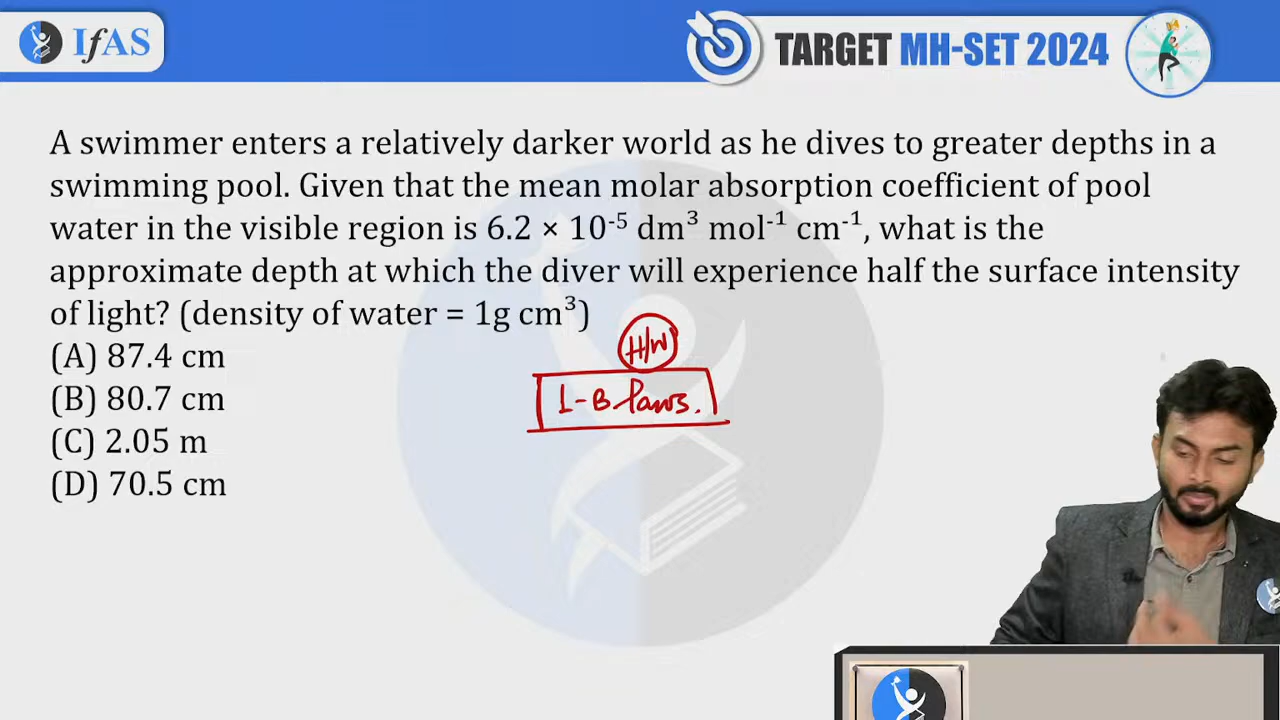 IfAS
TARGET MH-SET 2024
A swimmer enters a relatively darker world as he dives to greater depths in a
swimming pool. Given that the mean molar absorption coefficient of pool
water in the visible region is 6.2 × 10⁻⁵ dm³ mol⁻¹ cm⁻¹, what is the
approximate depth at which the diver will experience half the surface intensity
of light? (density of water = 1g cm³)
(A) 87.4 cm
(B) 80.7 cm
(C) 2.05 m
(D) 70.5 cm
H/W
L-B laws.